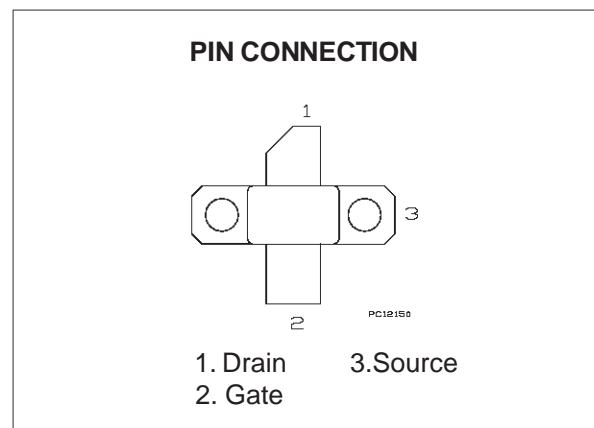 PIN CONNECTION
1
3
PC12150
2
1. Drain 3.Source
2. Gate